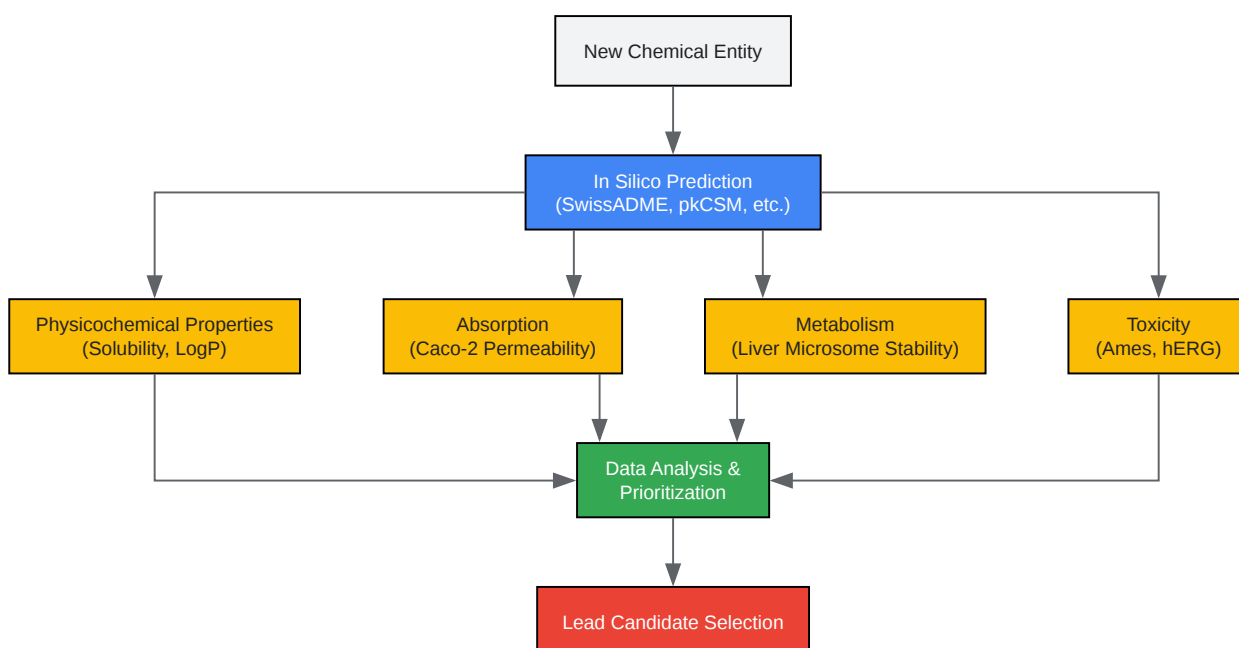 New Chemical Entity
In Silico Prediction
(SwissADME, pkCSM, etc.)
Physicochemical Properties
(Solubility, LogP)
Absorption
(Caco-2 Permeability)
Metabolism
(Liver Microsome Stability)
Toxicity
(Ames, hERG)
Data Analysis &
Prioritization
Lead Candidate Selection